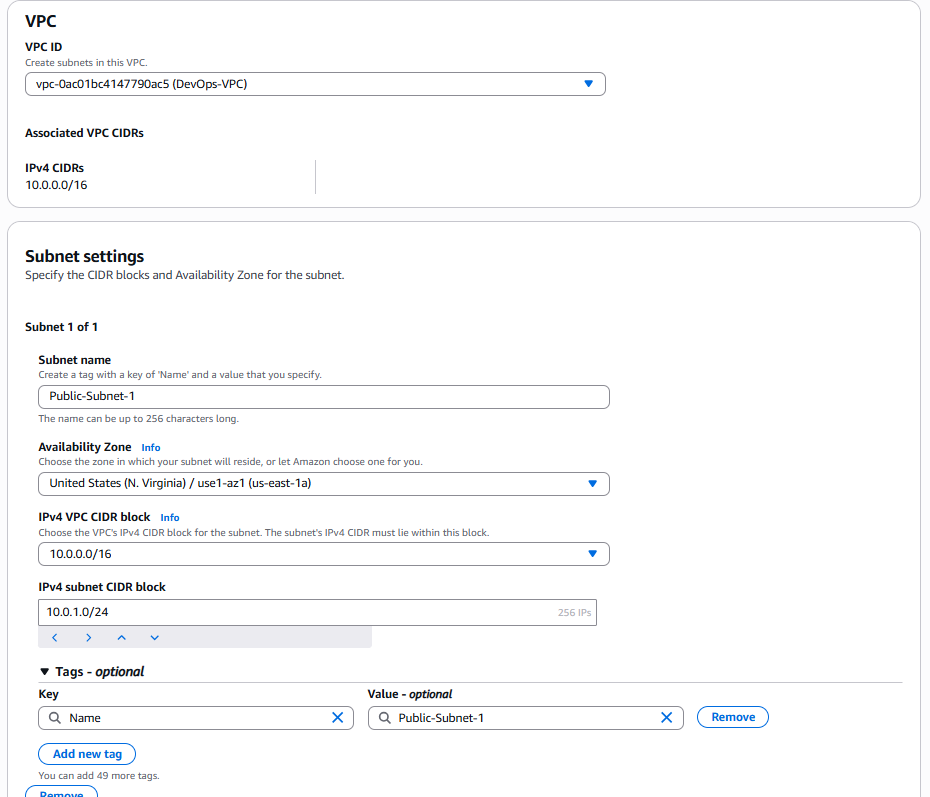 VPC
VPC ID
Create subnets in this VPC.
vpc-0ac01bc4147790ac5 (DevOps-VPC)
Associated VPC CIDRs
IPv4 CIDRs
10.0.0.0/16
Subnet settings
Specify the CIDR blocks and Availability Zone for the subnet.
Subnet 1 of 1
Subnet name
Create a tag with a key of 'Name' and a value that you specify.
Public-Subnet-1
The name can be up to 256 characters long.
Availability Zone Info
Choose the zone in which your subnet will reside, or let Amazon choose one for you.
United States (N. Virginia) / use1-az1 (us-east-1a)
IPv4 VPC CIDR block Info
Choose the VPC's IPv4 CIDR block for the subnet. The subnet's IPv4 CIDR must lie within this block.
10.0.0.0/16
IPv4 subnet CIDR block
10.0.1.0/24 256 IPs
Tags - optional
Key Value - optional
Name Public-Subnet-1 Remove
Add new tag
You can add 49 more tags.
Remove